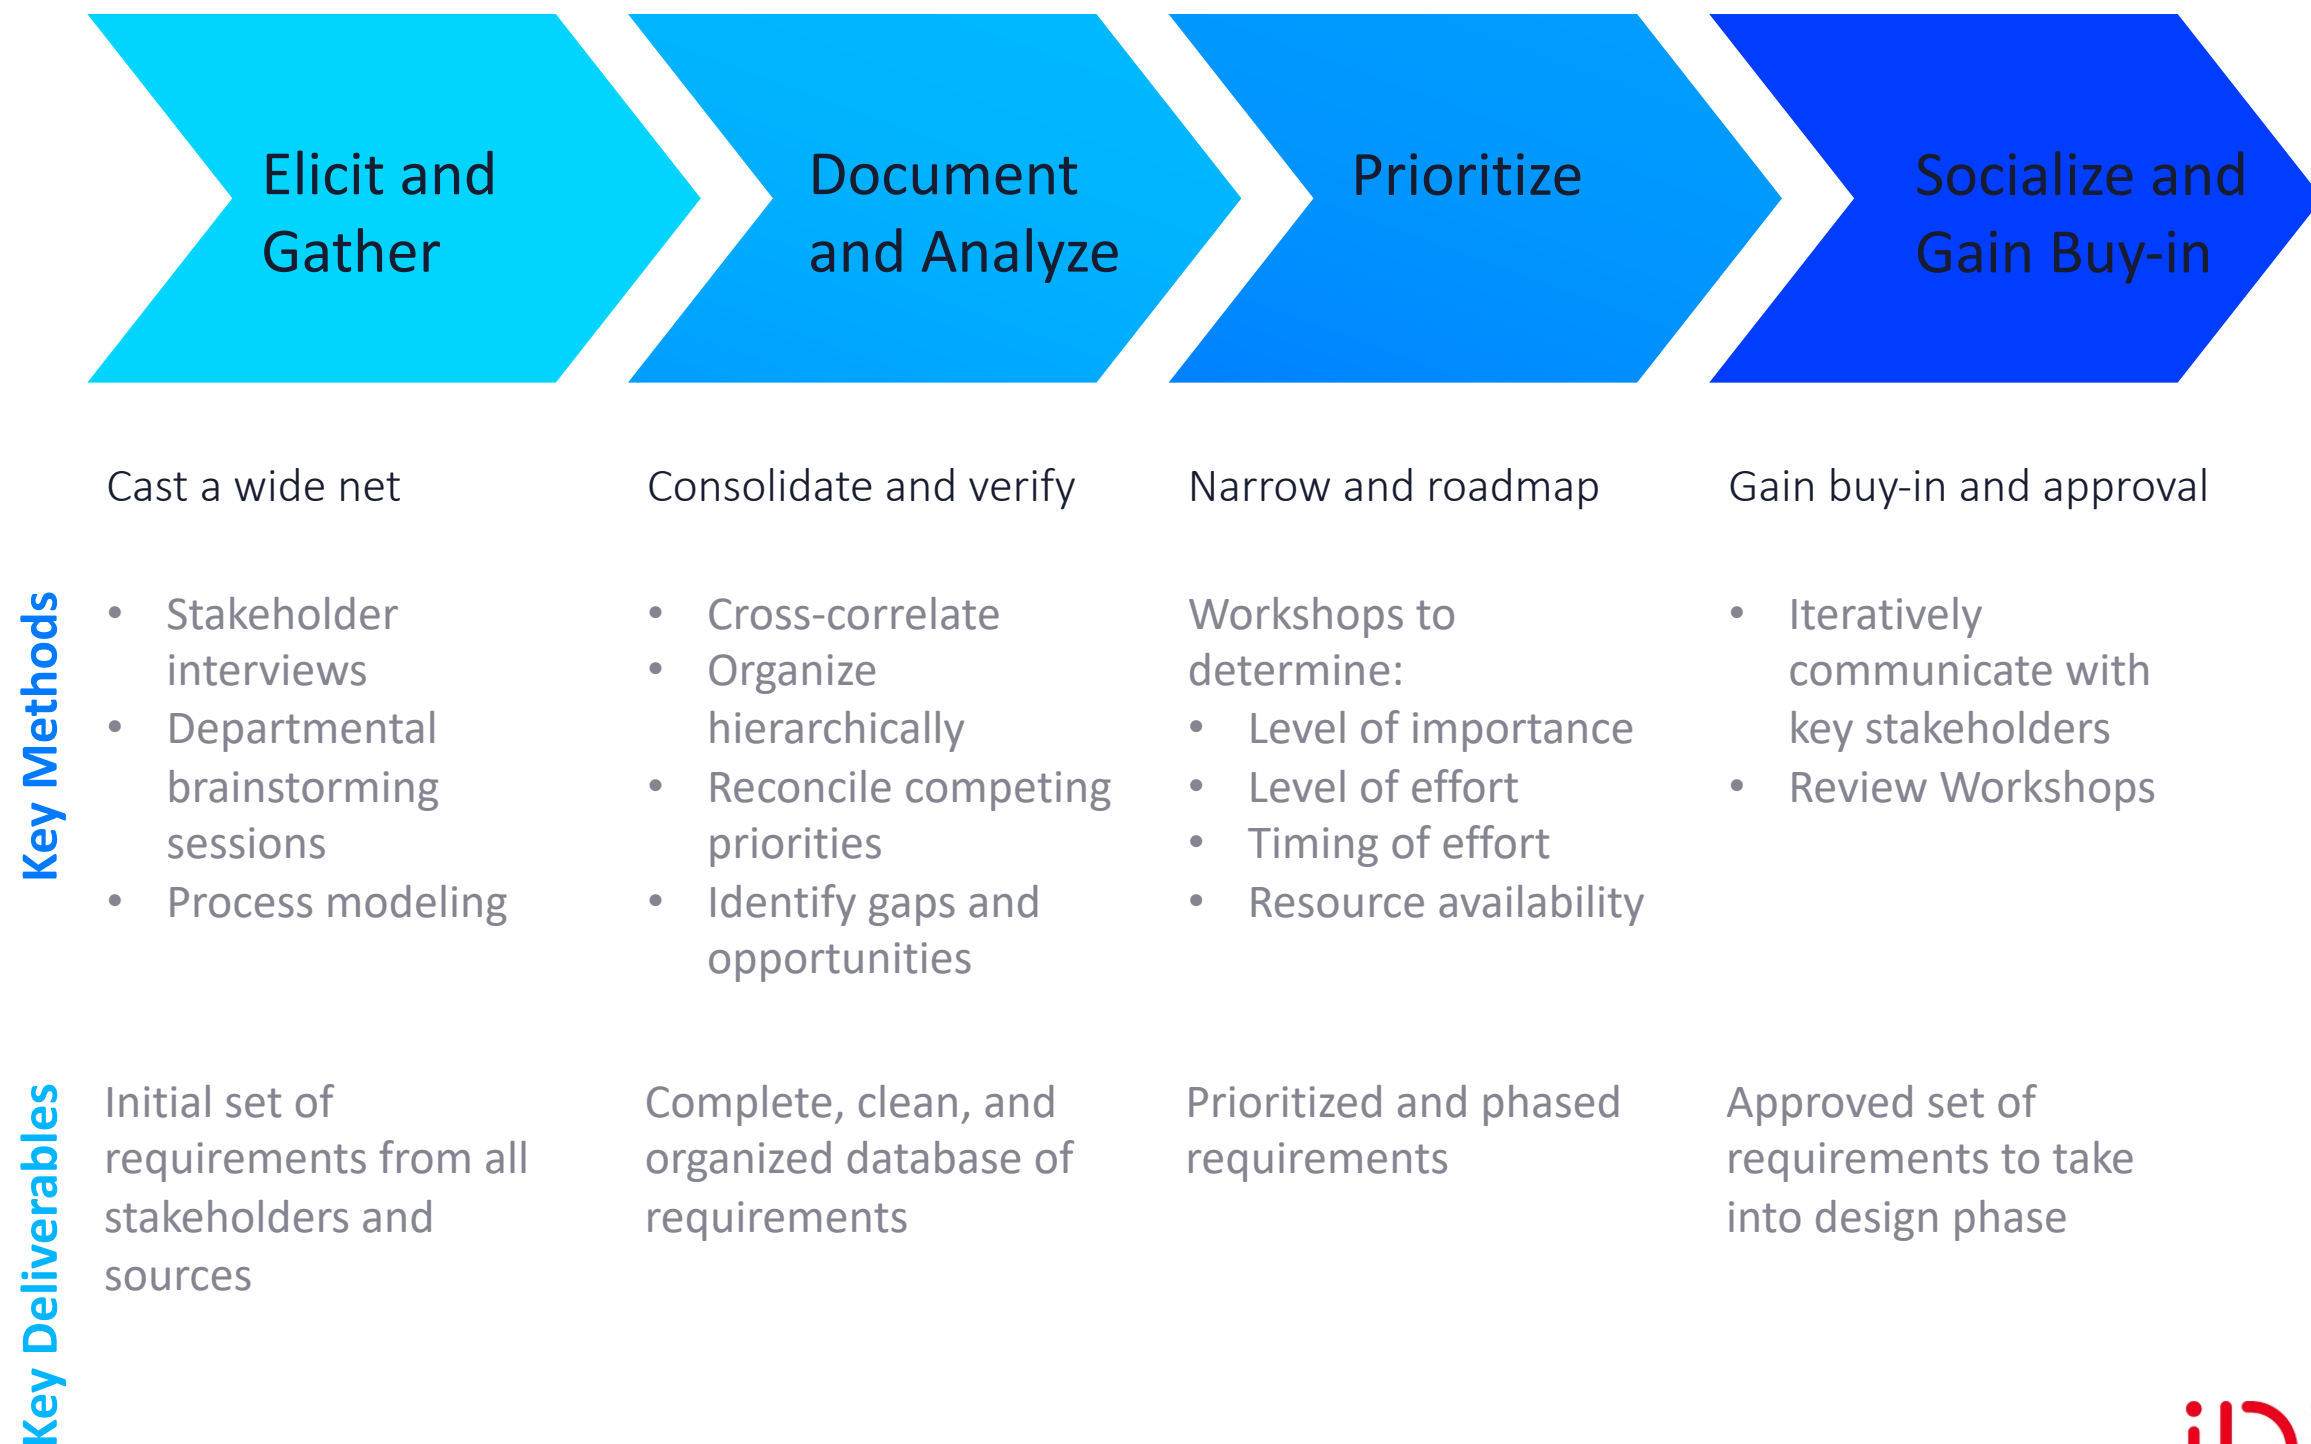 Elicit and
Gather
Document
and Analyze
Prioritize
Socialize and
Gain Buy-in
Cast a wide net
Consolidate and verify
Narrow and roadmap
Gain buy-in and approval
Key Methods
• Stakeholder
interviews
• Departmental
brainstorming
sessions
• Process modeling
• Cross-correlate
• Organize
hierarchically
• Reconcile competing
priorities
• Identify gaps and
opportunities
Workshops to
determine:
• Level of importance
• Level of effort
• Timing of effort
• Resource availability
• Iteratively
communicate with
key stakeholders
• Review Workshops
Key Deliverables
Initial set of
requirements from all
stakeholders and
sources
Complete, clean, and
organized database of
requirements
Prioritized and phased
requirements
Approved set of
requirements to take
into design phase